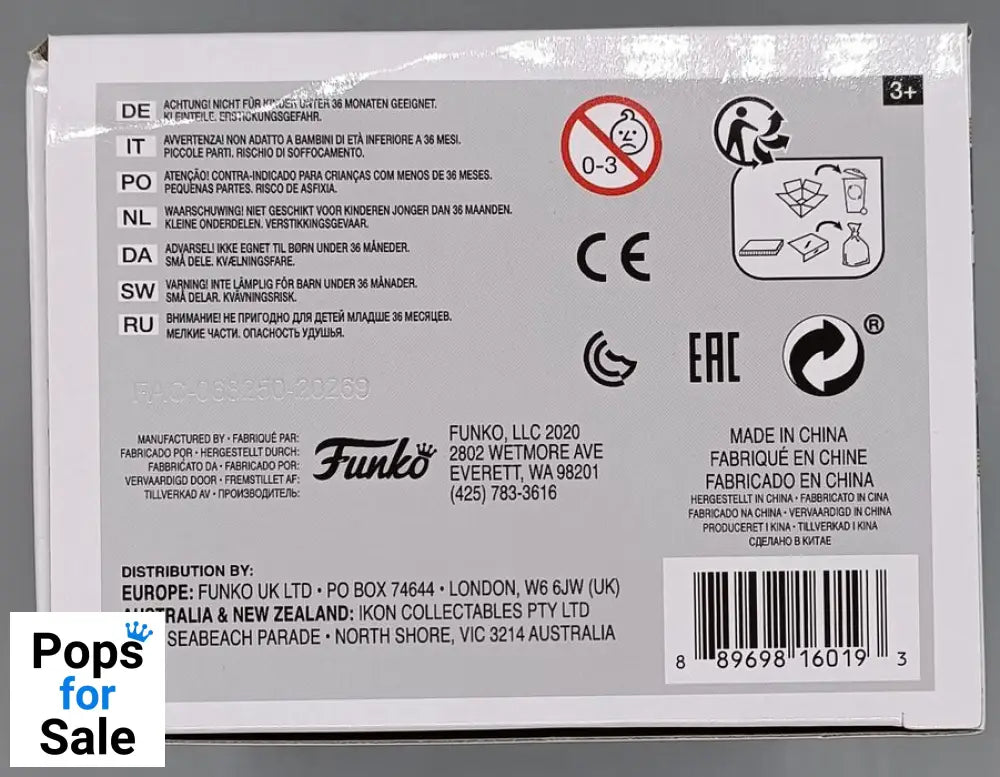 3+
DE ACHTUNG! NICHT FÜR KINDER UNTER 36 MONATEN GEEIGNET.
KLEINTEILE. ERSTICKUNGSGEFAHR.
IT AVVERTENZA! NON ADATTO A BAMBINI DI ETÀ INFERIORE A 36 MESI.
PICCOLE PARTI. RISCHIO DI SOFFOCAMENTO.
PO ATENÇÃO! CONTRA-INDICADO PARA CRIANÇAS COM MENOS DE 36 MESES.
PEQUENAS PARTES. RISCO DE ASFIXIA.
NL WAARSCHUWING! NIET GESCHIKT VOOR KINDEREN JONGER DAN 36 MAANDEN.
KLEINE ONDERDELEN. VERSTIKKINGSGEVAAR.
DA ADVARSEL! IKKE EGNET TIL BØRN UNDER 36 MÅNEDER.
SMÅ DELE. KVÆLNINGSFARE.
SW VARNING! INTE LÄMPLIG FÖR BARN UNDER 36 MÅNADER.
SMÅ DELAR. KVÄVNINGSRISK.
RU ВНИМАНИЕ! НЕ ПРИГОДНО ДЛЯ ДЕТЕЙ МЛАДШЕ 36 МЕСЯЦЕВ.
МЕЛКИЕ ЧАСТИ. ОПАСНОСТЬ УДУШЬЯ.
0-3
CE
EAC
®
MANUFACTURED BY • FABRIQUÉ PAR:
FABRICADO POR • HERGESTELLT DURCH:
FABBRICATO DA • FABRICADO POR:
VERVAARDIGD DOOR • FREMSTILLET AF:
TILLVERKAD AV • ПРОИЗВОДИТЕЛЬ:
Funko
FUNKO, LLC 2020
2802 WETMORE AVE
EVERETT, WA 98201
(425) 783-3616
MADE IN CHINA
FABRIQUÉ EN CHINE
FABRICADO EN CHINA
HERGESTELLT IN CHINA • FABBRICATO IN CINA
FABRICADO NA CHINA • VERVAARDIGD IN CHINA
PRODUCERET I KINA • TILLVERKAD I KINA
СДЕЛАНО В КИТАЕ
DISTRIBUTION BY:
EUROPE: FUNKO UK LTD • PO BOX 74644 • LONDON, W6 6JW (UK)
AUSTRALIA & NEW ZEALAND: IKON COLLECTABLES PTY LTD
SEABEACH PARADE • NORTH SHORE, VIC 3214 AUSTRALIA
8 89698 16019 3
Pops
for
Sale